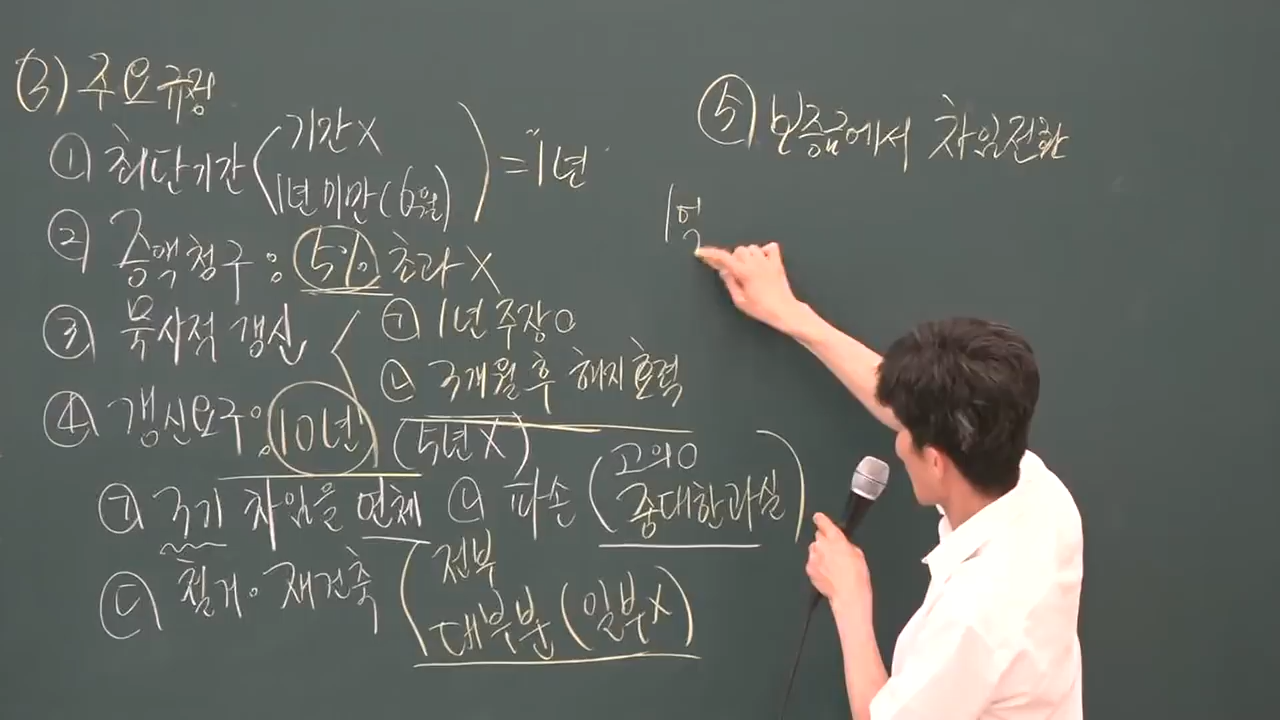 (3) 주요규정
① 최단기간 ( 기간X
1년 미만 (6월) ) = 1년
② 증액청구 : 5% 초과 X
③ 묵시적 갱신 < ㉠ 1년 주장 O
㉡ 3개월 후 해지효력
④ 갱신요구 : 10년 (5년X)
㉠ 3기 차임을 연체 ㉡ 파손 ( 고의O
중대한과실 )
㉢ 철거·재건축 ( 전부
대부분 (일부X)
⑤ 보증금에서 차임전환
1억